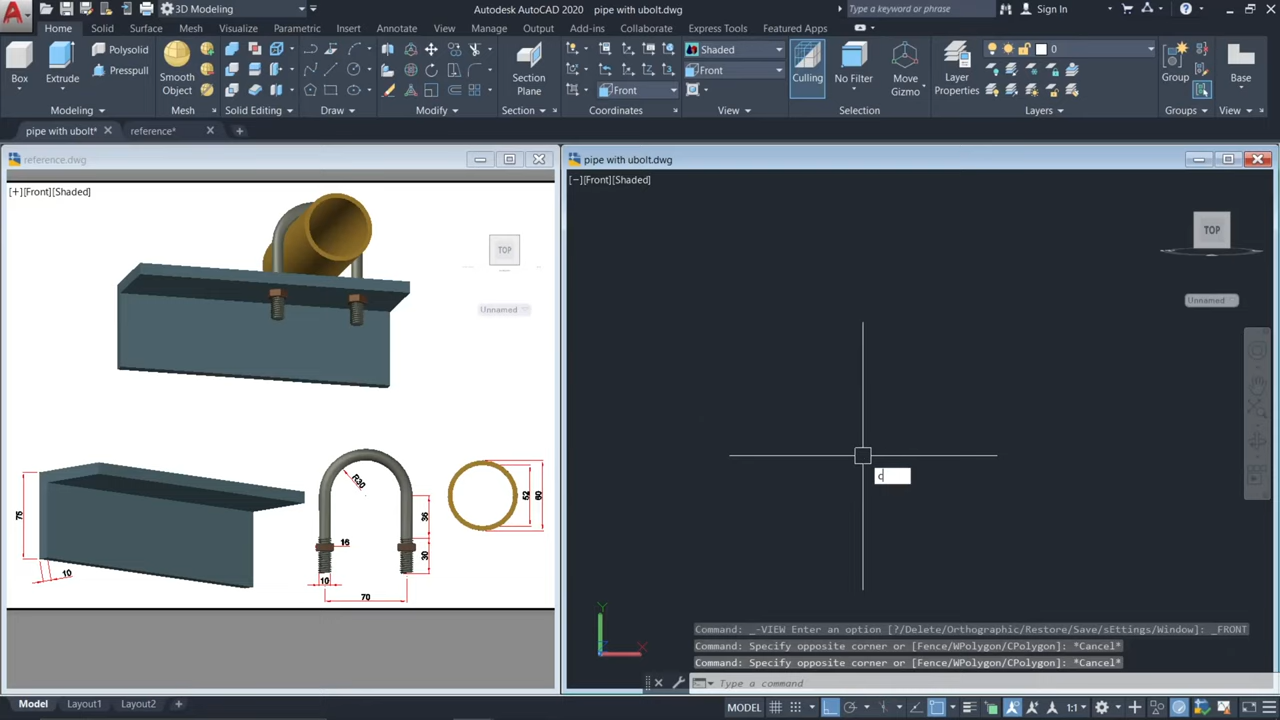 3D Modeling
Autodesk AutoCAD 2020 pipe with ubolt.dwg
Type a keyword or phrase
Sign In
Home Solid Surface Mesh Visualize Parametric Insert Annotate View Manage Output Add-ins Collaborate Express Tools Featured Apps
Box Extrude Polysolid Presspull
Smooth Object
Section Plane
Front
Shaded
Front
Culling No Filter Move Gizmo
Layer Properties
0
Group
Base
Modeling Mesh Solid Editing Draw Modify Section Coordinates View Selection Layers Groups View
pipe with ubolt* reference*
reference.dwg
[+][Front][Shaded]
TOP
Unnamed
75
10
R30
36
16
30
10
70
52
60
pipe with ubolt.dwg
[−][Front][Shaded]
TOP
Unnamed
c
Y
X
Command: _-VIEW Enter an option [?/Delete/Orthographic/Restore/Save/sEttings/Window]: _FRONT
Command: Specify opposite corner or [Fence/WPolygon/CPolygon]: *Cancel*
Command: Specify opposite corner or [Fence/WPolygon/CPolygon]: *Cancel*
Type a command
Model Layout1 Layout2 +
MODEL 1:1